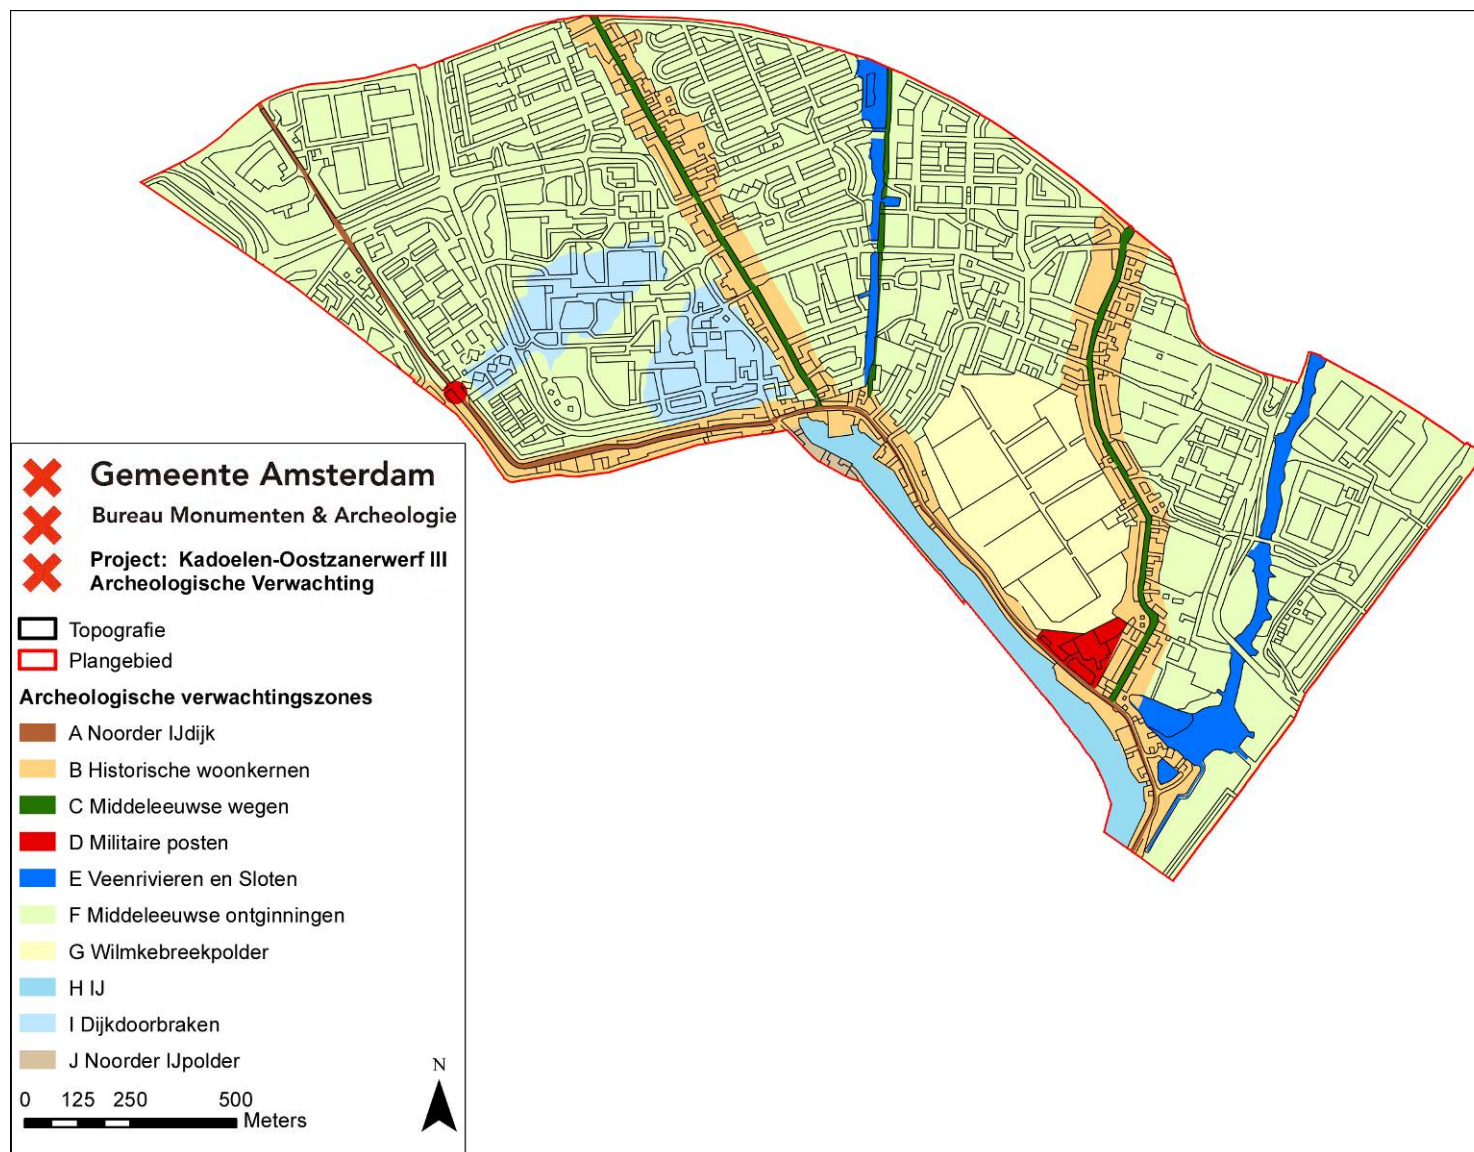 Gemeente Amsterdam
Bureau Monumenten & Archeologie
Project: Kadoelen-Oostzanerwerf III
Archeologische Verwachting
Topografie
Plangebied
Archeologische verwachtingszones
A Noorder IJdijk
B Historische woonkernen
C Middeleeuwse wegen
D Militaire posten
E Veenrivieren en Sloten
F Middeleeuwse ontginningen
G Wilmkebreekpolder
H IJ
I Dijkdoorbraken
J Noorder IJpolder
N
0 125 250 500
Meters